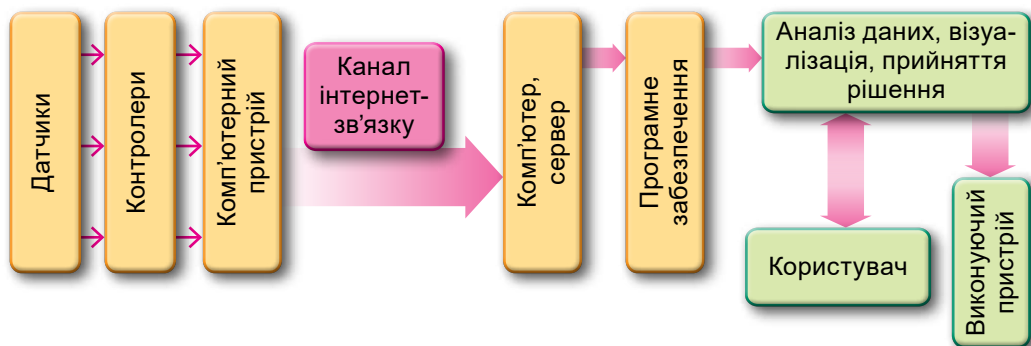 Датчики
Контролери
Комп’ютерний
пристрій
Канал
інтернет-
зв’язку
Комп’ютер,
сервер
Програмне
забезпечення
Аналіз даних, візуа-
лізація, прийняття
рішення
Користувач
Виконуючий
пристрій